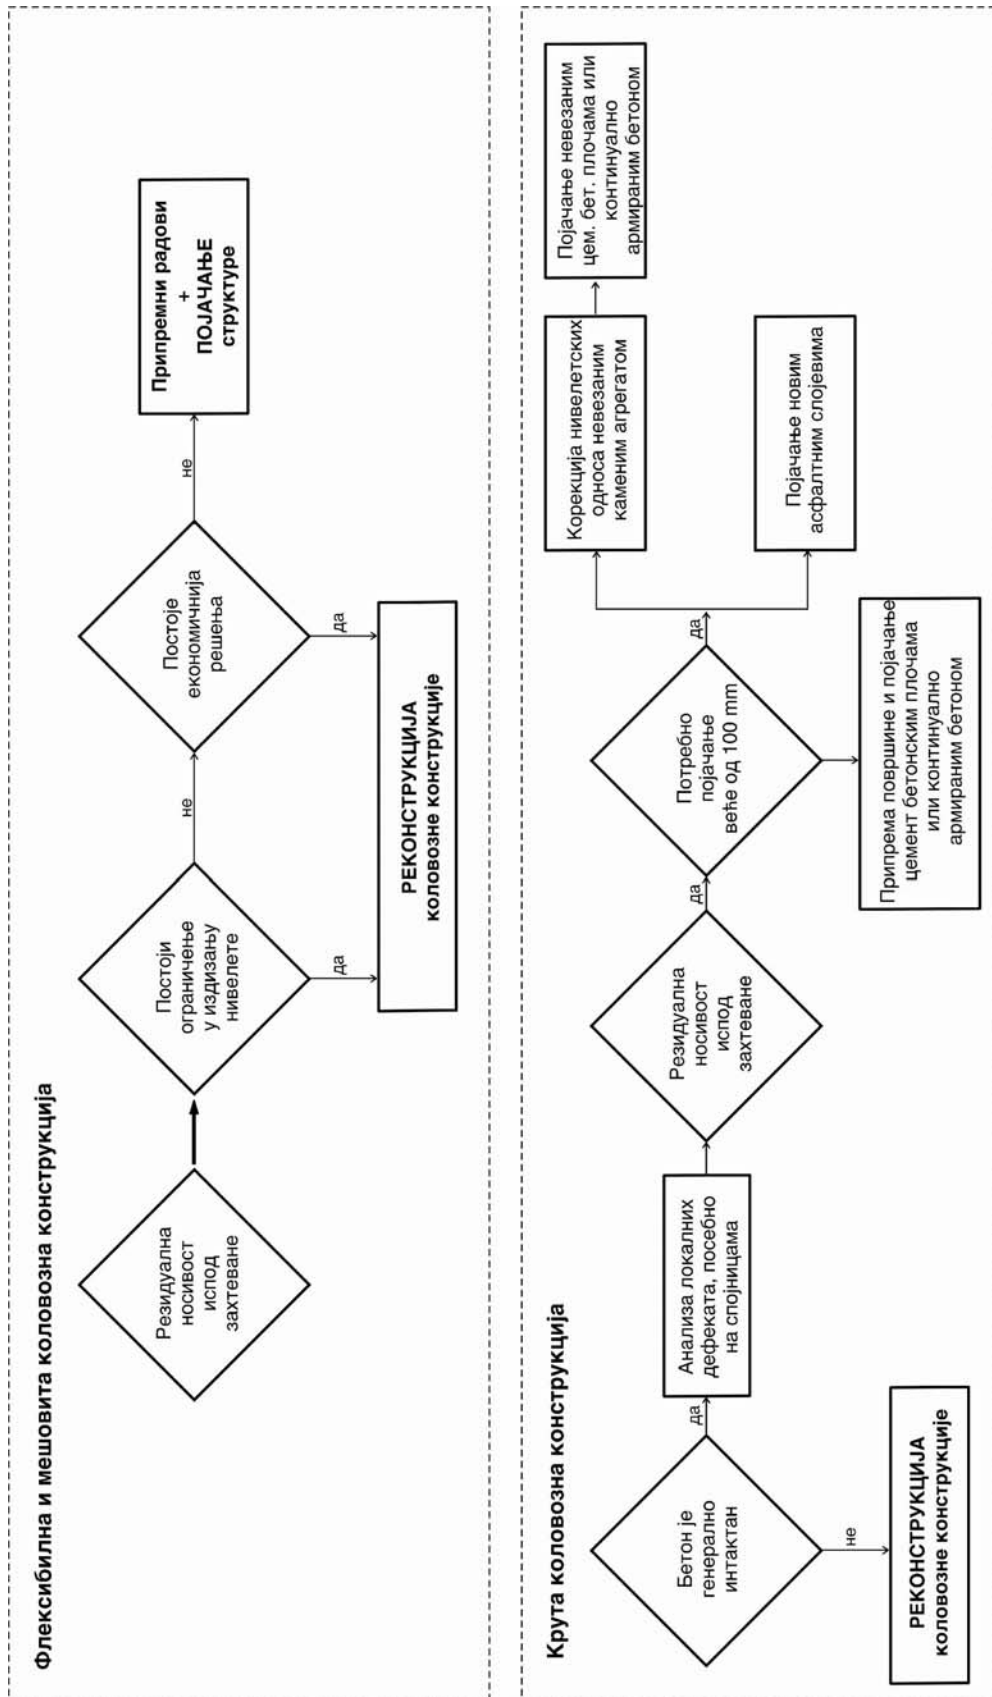 Флексибилна и мешовита коловозна конструкција
Резидуална
носивост
испод
захтеване
Постоји
ограничење
у издизању
нивелете
не
да
Постоје
економичнија
решења
не
да
Припремни радови
+
ПОЈАЧАЊЕ
структуре
РЕКОНСТРУКЦИЈА
коловозне конструкције
Крута коловозна конструкција
Бетон је
генерално
интактан
да
не
РЕКОНСТРУКЦИЈА
коловозне конструкције
Анализа локалних
дефеката, посебно
на спојницама
Резидуална
носивост
испод
захтеване
да
Потребно
појачање
веће од 100 mm
да
Припрема површине и појачање
цемент бетонским плочама
или континуално
армираним бетоном
Корекција нивелетских
односа невезаним
каменим агрегатом
Појачање невезаним
цем. бет. плочама или
континуално
армираним бетоном
Појачање новим
асфалтним слојевима